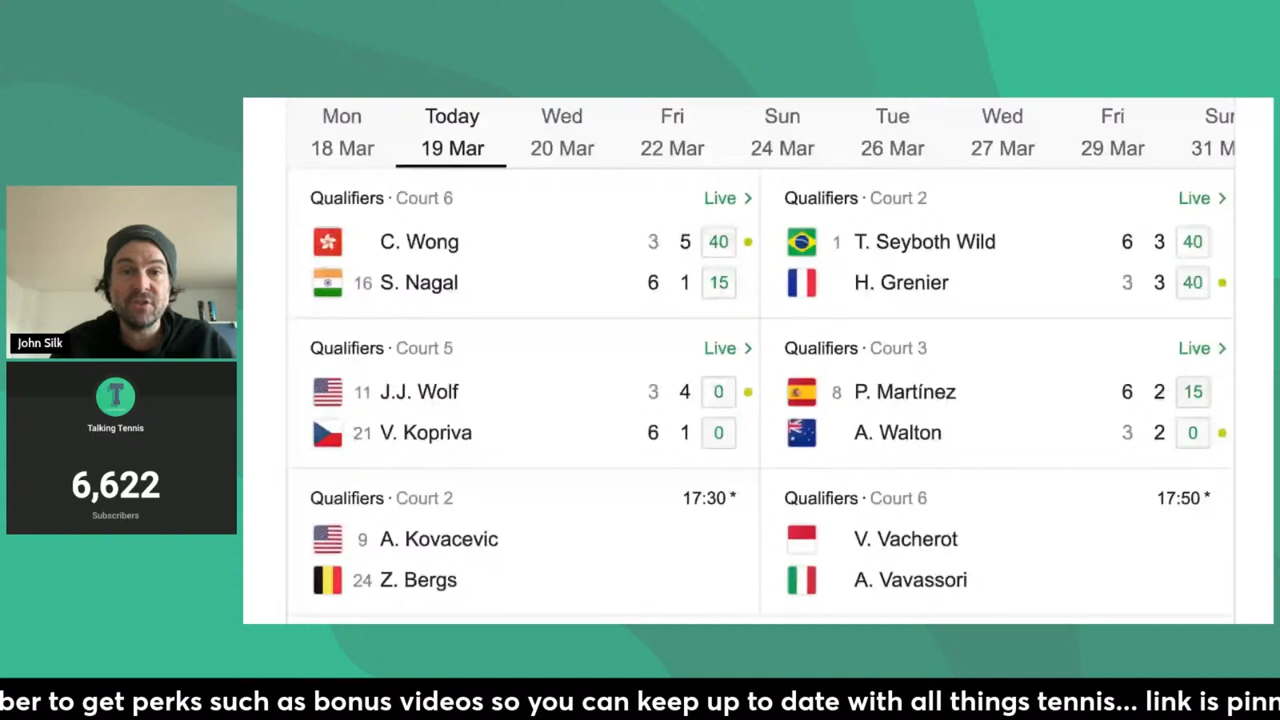 Mon Today Wed Fri Sun Tue Wed Fri Sur
18 Mar 19 Mar 20 Mar 22 Mar 24 Mar 26 Mar 27 Mar 29 Mar 31 M
Qualifiers · Court 6 Live >
C. Wong 3 5 40
16 S. Nagal 6 1 15
Qualifiers · Court 2 Live >
1 T. Seyboth Wild 6 3 40
H. Grenier 3 3 40
Qualifiers · Court 5 Live >
11 J.J. Wolf 3 4 0
21 V. Kopriva 6 1 0
Qualifiers · Court 3 Live >
8 P. Martínez 6 2 15
A. Walton 3 2 0
Qualifiers · Court 2 17:30 *
9 A. Kovacevic
24 Z. Bergs
Qualifiers · Court 6 17:50 *
V. Vacherot
A. Vavassori
John Silk
T
Talking Tennis
6,622
Subscribers
ber to get perks such as bonus videos so you can keep up to date with all things tennis... link is pinn